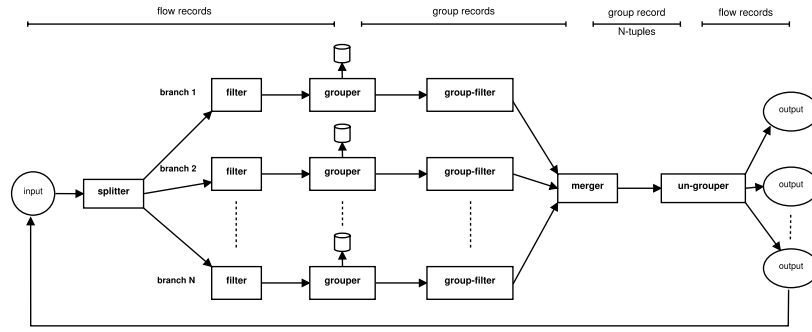 flow records
group records
group record
N-tuples
flow records
branch 1
filter
grouper
group-filter
output
branch 2
filter
grouper
group-filter
input
splitter
merger
un-grouper
output
branch N
filter
grouper
group-filter
output